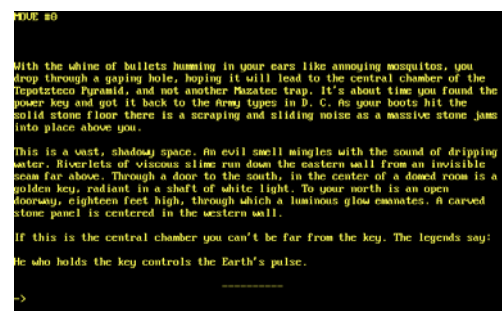 MOVE #0
With the whine of bullets humming in your ears like annoying mosquitos, you
drop through a gaping hole, hoping it will lead to the central chamber of the
Tepotzteco Pyramid, and not another Mazatec trap. It's about time you found the
power key and got it back to the Army types in D. C. As your boots hit the
solid stone floor there is a scraping and sliding noise as a massive stone jams
into place above you.
This is a vast, shadowy space. An evil smell mingles with the sound of dripping
water. Riverlets of viscous slime run down the eastern wall from an invisible
seam far above. Through a door to the south, in the center of a domed room is a
golden key, radiant in a shaft of white light. To your north is an open
doorway, eighteen feet high, through which a luminous glow emanates. A carved
stone panel is centered in the western wall.
If this is the central chamber you can't be far from the key. The legends say:
He who holds the key controls the Earth's pulse.
----------
->